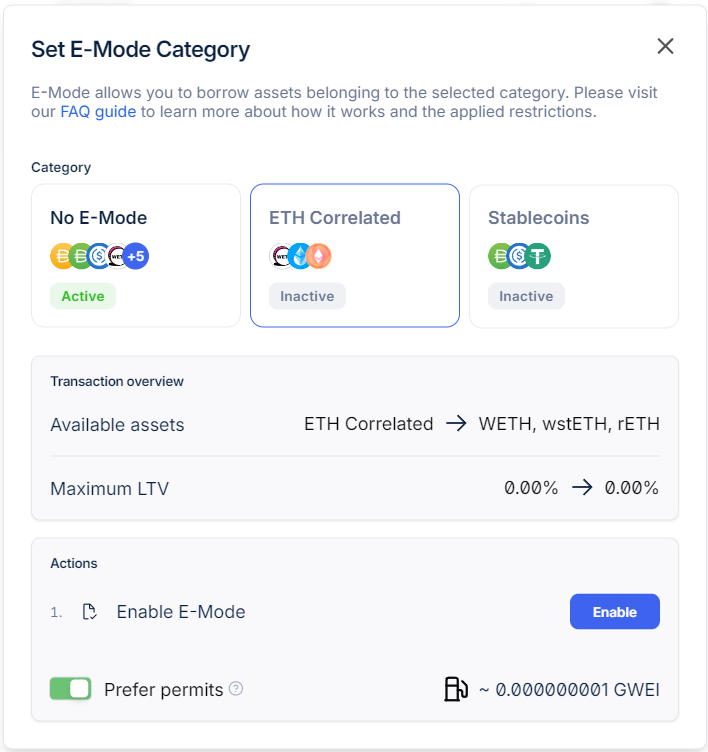 Set E-Mode Category
E-Mode allows you to borrow assets belonging to the selected category. Please visit
our FAQ guide to learn more about how it works and the applied restrictions.
Category
No E-Mode
WET
+5
Active
ETH Correlated
WET
Inactive
Stablecoins
Inactive
Transaction overview
Available assets
ETH Correlated → WETH, wstETH, rETH
Maximum LTV
0.00% → 0.00%
Actions
1. Enable E-Mode
Enable
Prefer permits ?
~ 0.000000001 GWEI